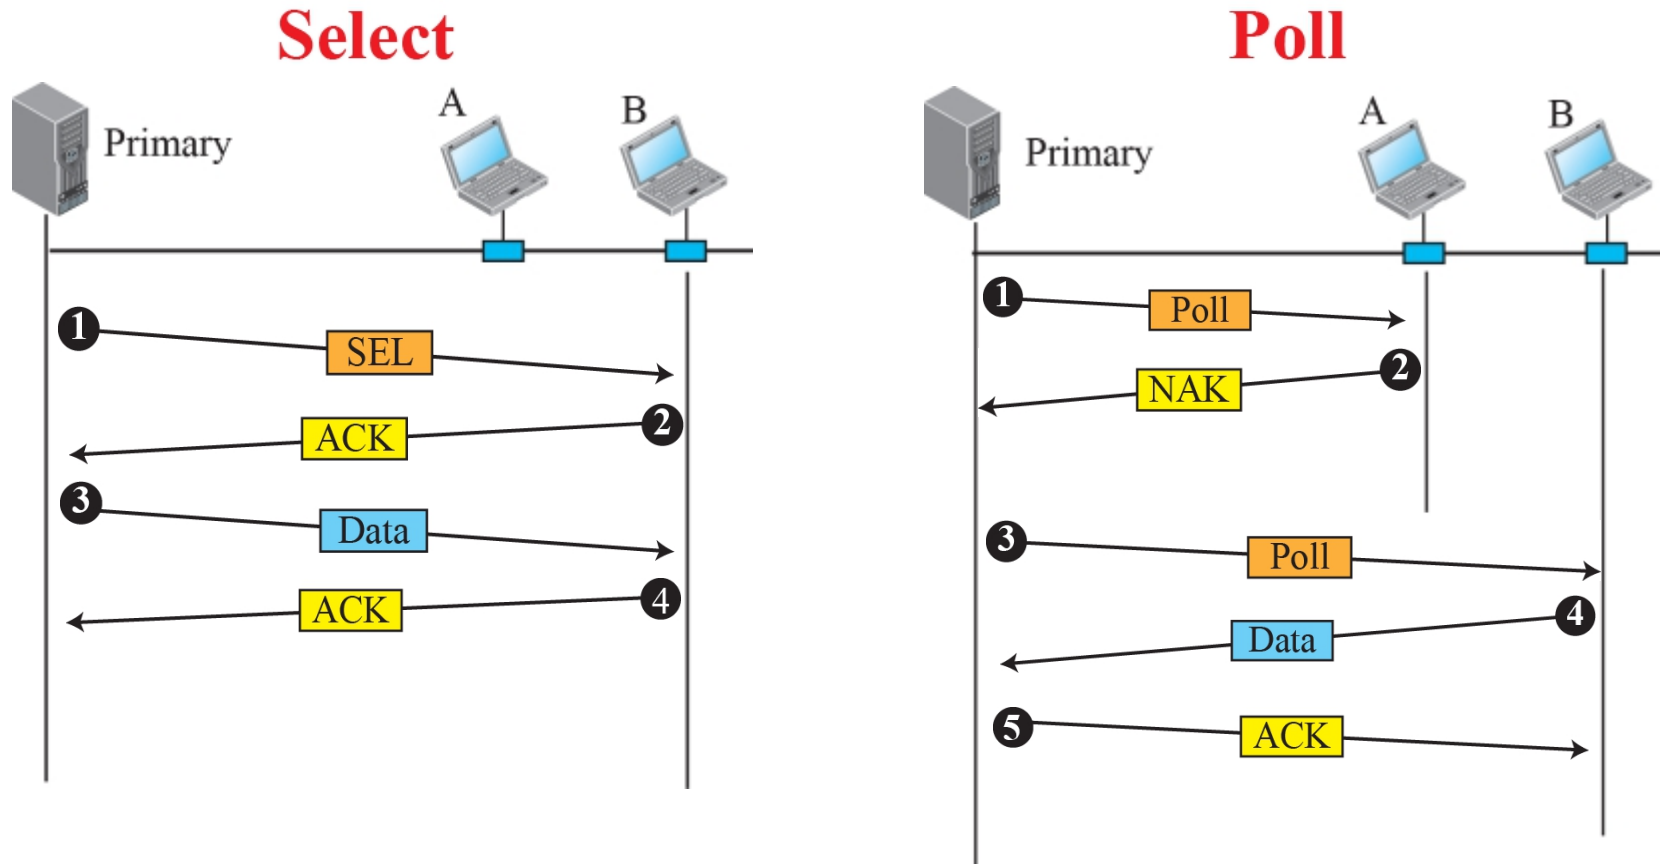 Select
Primary
A
B
1
SEL
2
ACK
3
Data
4
ACK
Poll
Primary
A
B
1
Poll
2
NAK
3
Poll
4
Data
5
ACK